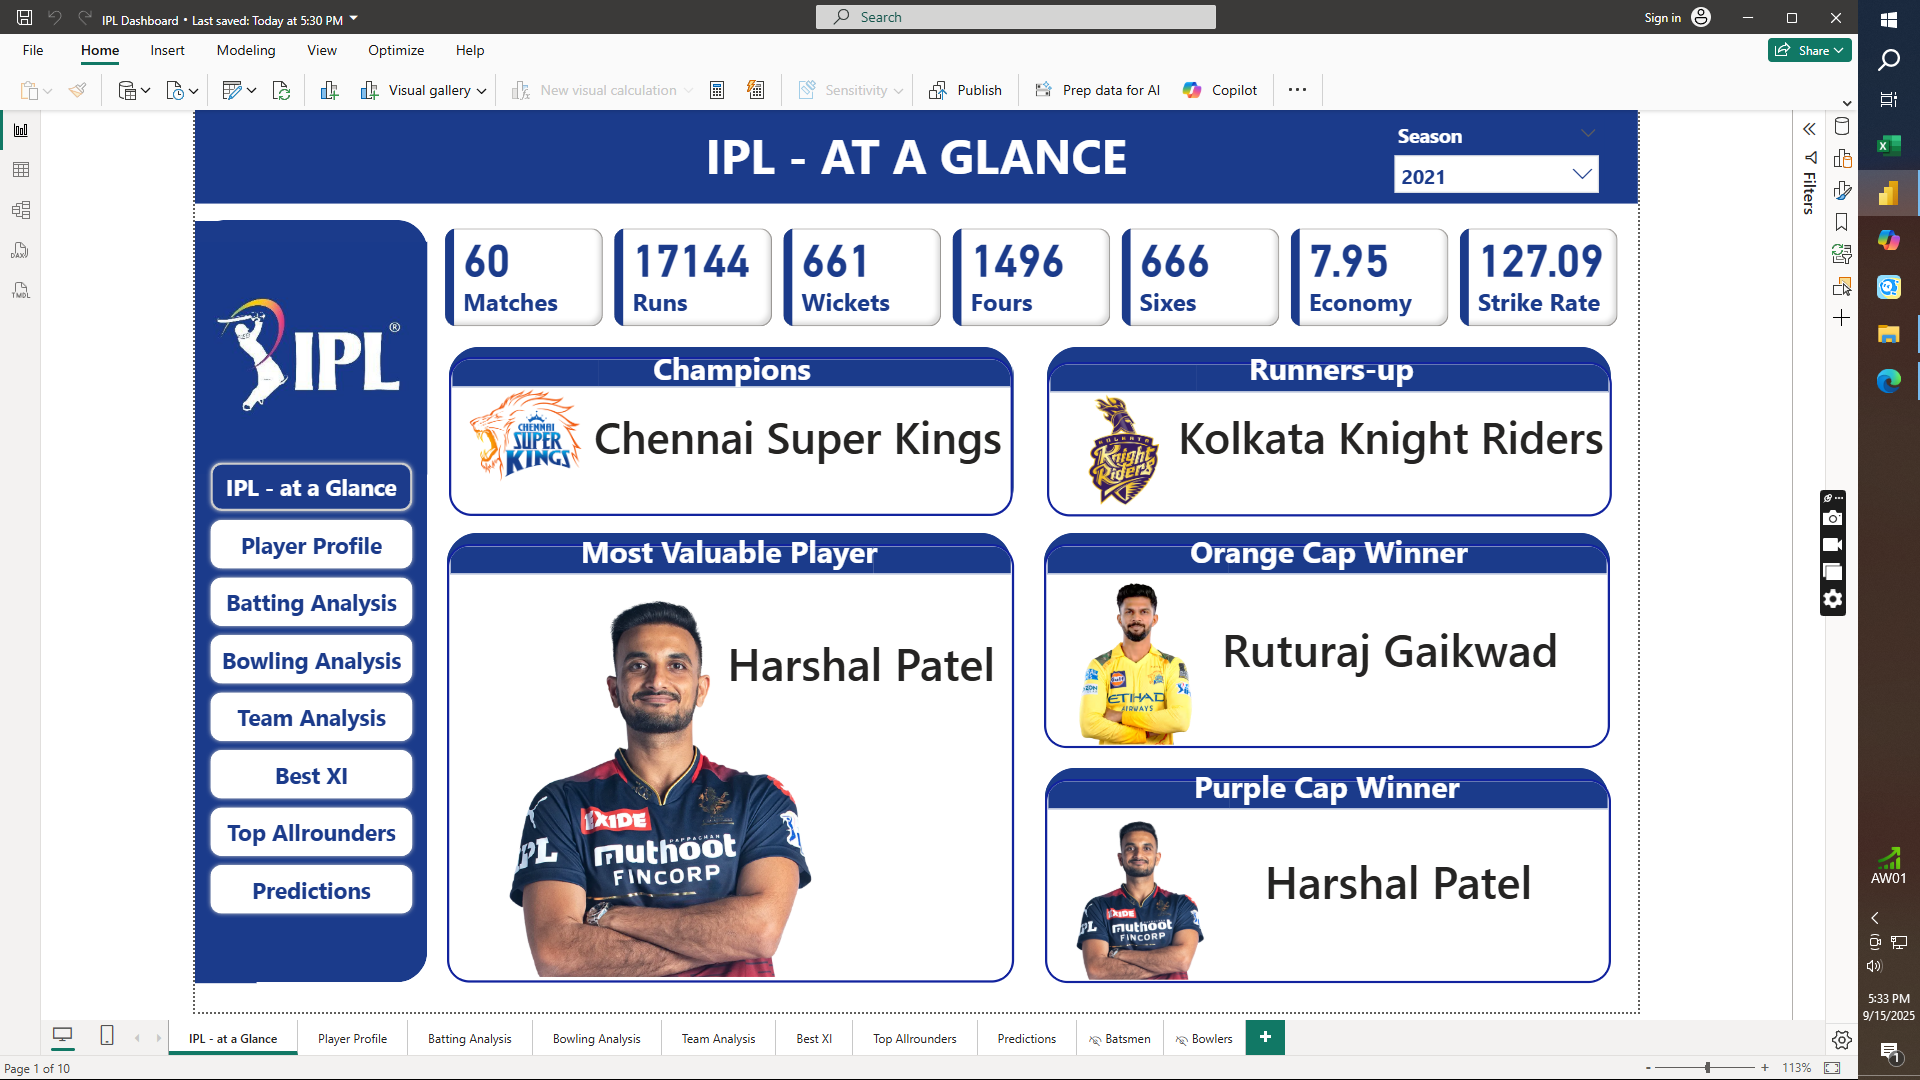 IPL Dashboard • Last saved: Today at 5:30 PM
Search
Sign in
File Home Insert Modeling View Optimize Help
Share
Visual gallery
New visual calculation
Sensitivity
Publish
Prep data for AI
Copilot
IPL - AT A GLANCE
Season
2021
Filters
DAX
TMDL
60
Matches
17144
Runs
661
Wickets
1496
Fours
666
Sixes
7.95
Economy
127.09
Strike Rate
IPL®
IPL - at a Glance
Player Profile
Batting Analysis
Bowling Analysis
Team Analysis
Best XI
Top Allrounders
Predictions
Champions
CHENNAI
SUPER
KINGS
Chennai Super Kings
Runners-up
KOLKATA
Knight
Riders
Kolkata Knight Riders
Most Valuable Player
Harshal Patel
EXIDE
IPL
muthoot
FINCORP
Orange Cap Winner
Ruturaj Gaikwad
Gulf
ETIHAD
AIRWAYS
Purple Cap Winner
Harshal Patel
EXIDE
muthoot
FINCORP
IPL - at a Glance
Player Profile
Batting Analysis
Bowling Analysis
Team Analysis
Best XI
Top Allrounders
Predictions
Batsmen
Bowlers
Page 1 of 10
113%
AW01
5:33 PM
9/15/2025
1